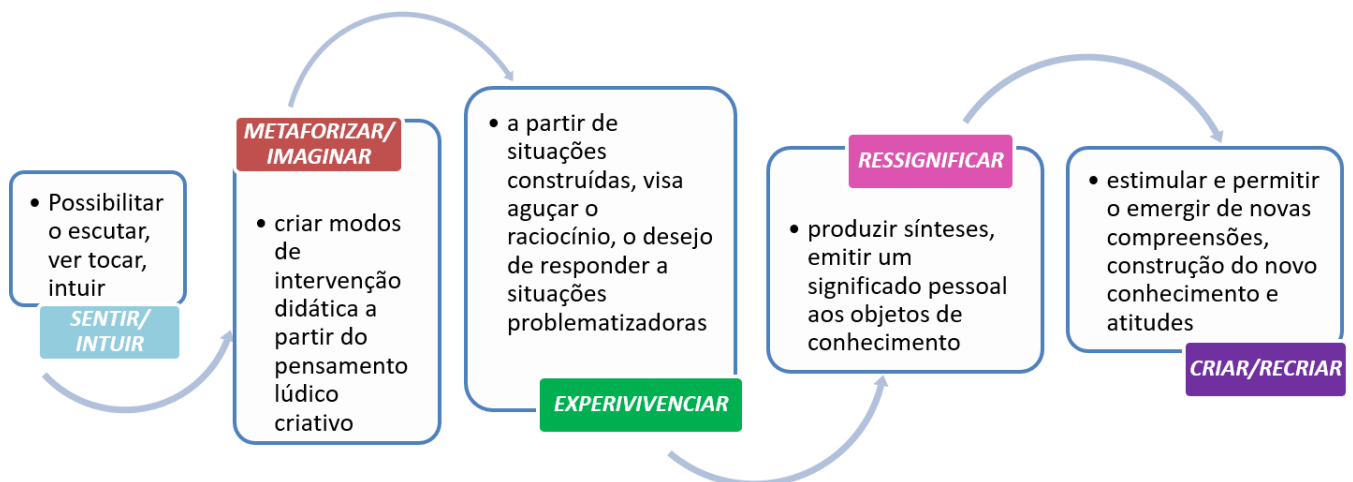 • Possibilitar
o escutar,
ver tocar,
intuir
SENTIR/
INTUIR
METAFORIZAR/
IMAGINAR
• criar modos
de
intervenção
didática a
partir do
pensamento
lúdico
criativo
• a partir de
situações
construídas, visa
aguçar o
raciocínio, o desejo
de responder a
situações
problematizadoras
EXPERIVIVENCIAR
RESSIGNIFICAR
• produzir sínteses,
emitir um
significado pessoal
aos objetos de
conhecimento
• estimular e permitir
o emergir de novas
compreensões,
construção do novo
conhecimento e
atitudes
CRIAR/RECRIAR